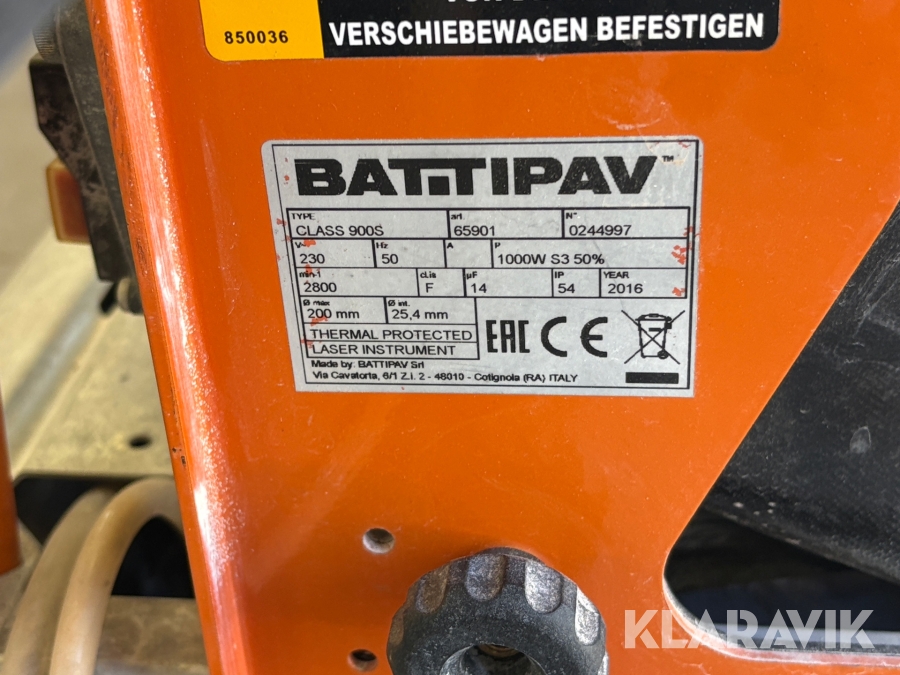 850036
VERSCHIEBEWAGEN BEFESTIGEN
BATTIPAV™
TYPE art. N°
CLASS 900S 65901 0244997
V~ Hz A P
230 50 1000W S3 50%
min-1 cl.is µF IP YEAR
2800 F 14 54 2016
Ø max Ø int.
200 mm 25,4 mm
THERMAL PROTECTED
LASER INSTRUMENT
EAC CE
Made by: BATTIPAV Srl
Via Cavatorta, 6/1 Z.I. 2 - 48010 - Cotignola (RA) ITALY
KLARAVIK